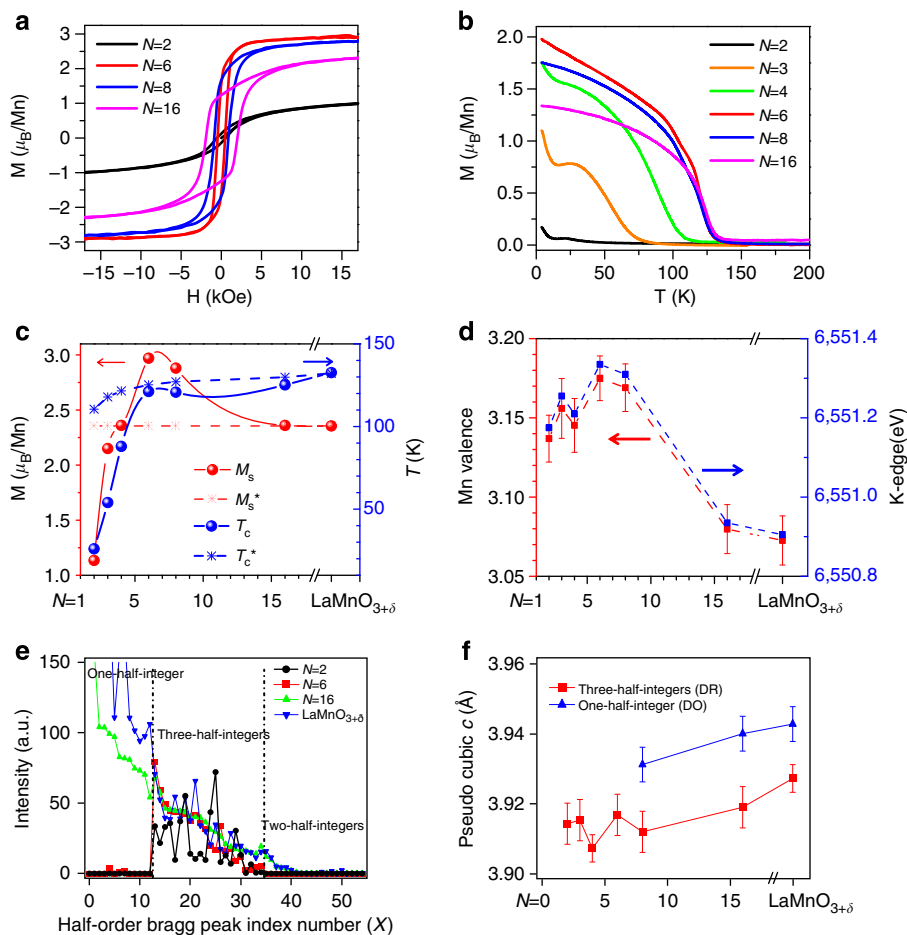 a
3
2
1
0
−1
−2
−3
M (μB/Mn)
N=2
N=6
N=8
N=16
−15 −10 −5 0 5 10 15
H (kOe)
b
2.0
1.5
1.0
0.5
0.0
M (μB/Mn)
N=2
N=3
N=4
N=6
N=8
N=16
0 50 100 150 200
T (K)
c
3.0
2.5
2.0
1.5
1.0
M (μB/Mn)
150
100
50
10
T (K)
Ms
Ms*
Tc
Tc*
N=1 5 10 15 LaMnO3+δ
d
3.20
3.15
3.10
3.05
Mn valence
6,551.4
6,551.2
6,551.0
6,550.8
K-edge(eV)
N=1 5 10 15 LaMnO3+δ
e
150
100
50
0
Intensity (a.u.)
One-half-integer
Three-half-integers
Two-half-integers
N=2
N=6
N=16
LaMnO3+δ
0 10 20 30 40 50
Half-order bragg peak index number (X)
f
3.96
3.94
3.92
3.90
Pseudo cubic c (Å)
Three-half-integers (DR)
One-half-integer (DO)
N=0 5 10 15 LaMnO3+δ